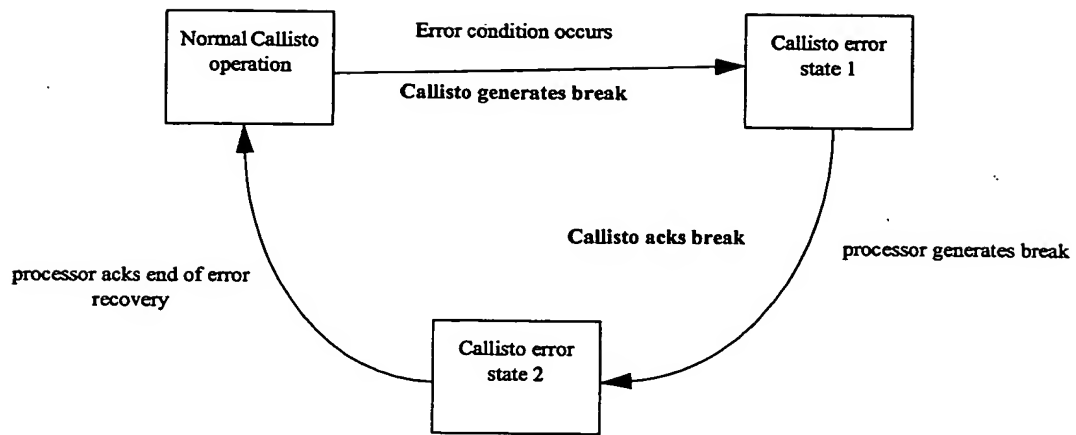 Normal Callisto
operation
Error condition occurs
Callisto generates break
Callisto error
state 1
Callisto acks break
processor generates break
processor acks end of error
recovery
Callisto error
state 2